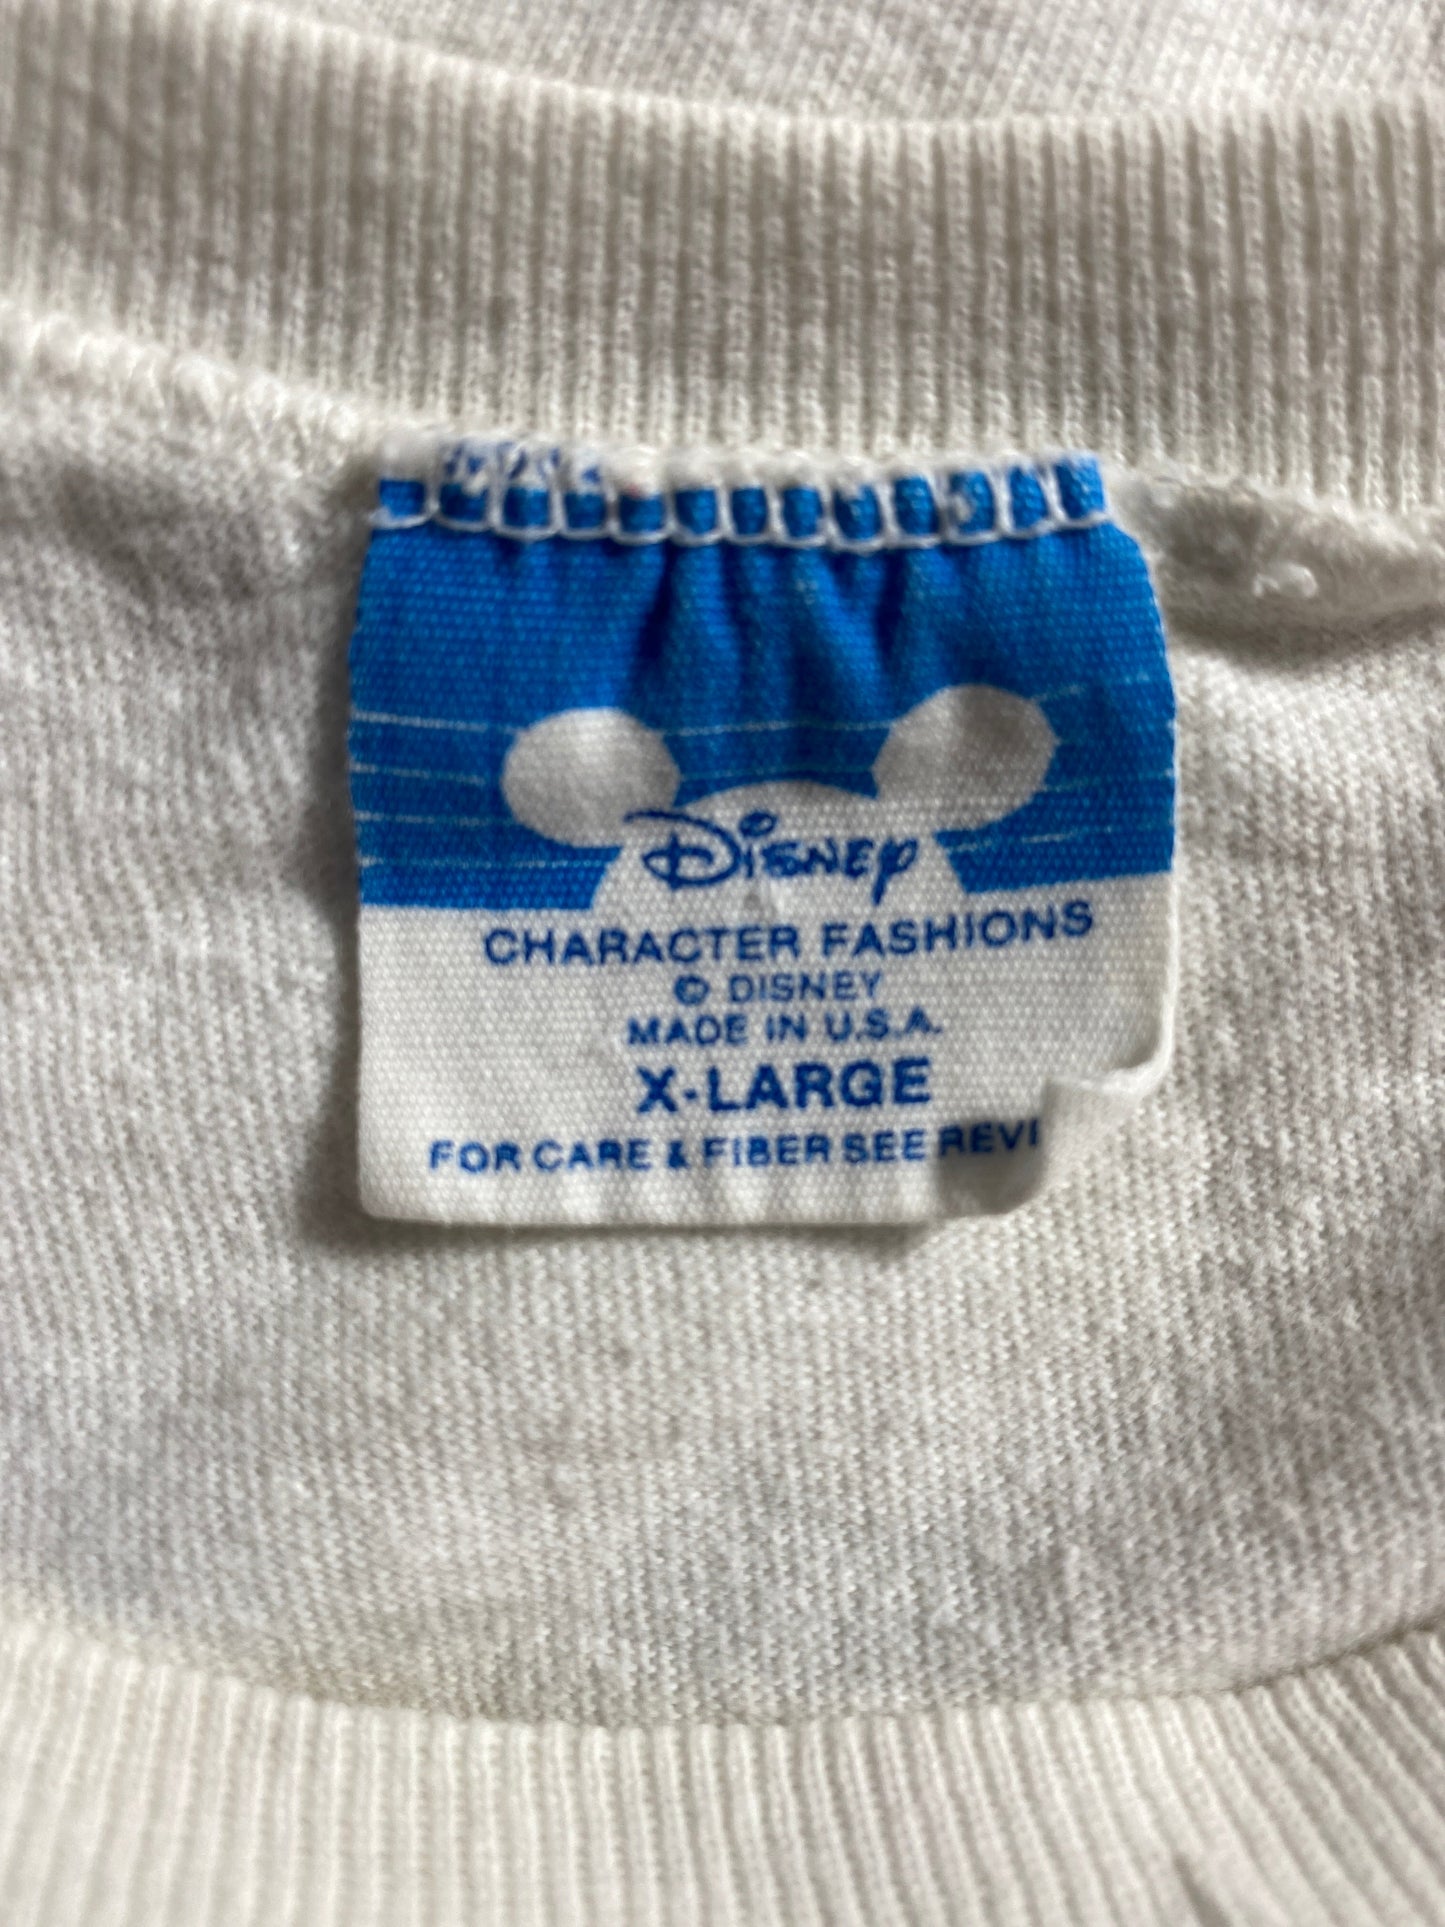 Disney
CHARACTER FASHIONS
© DISNEY
MADE IN U.S.A.
X-LARGE
FOR CARE & FIBER SEE REVE